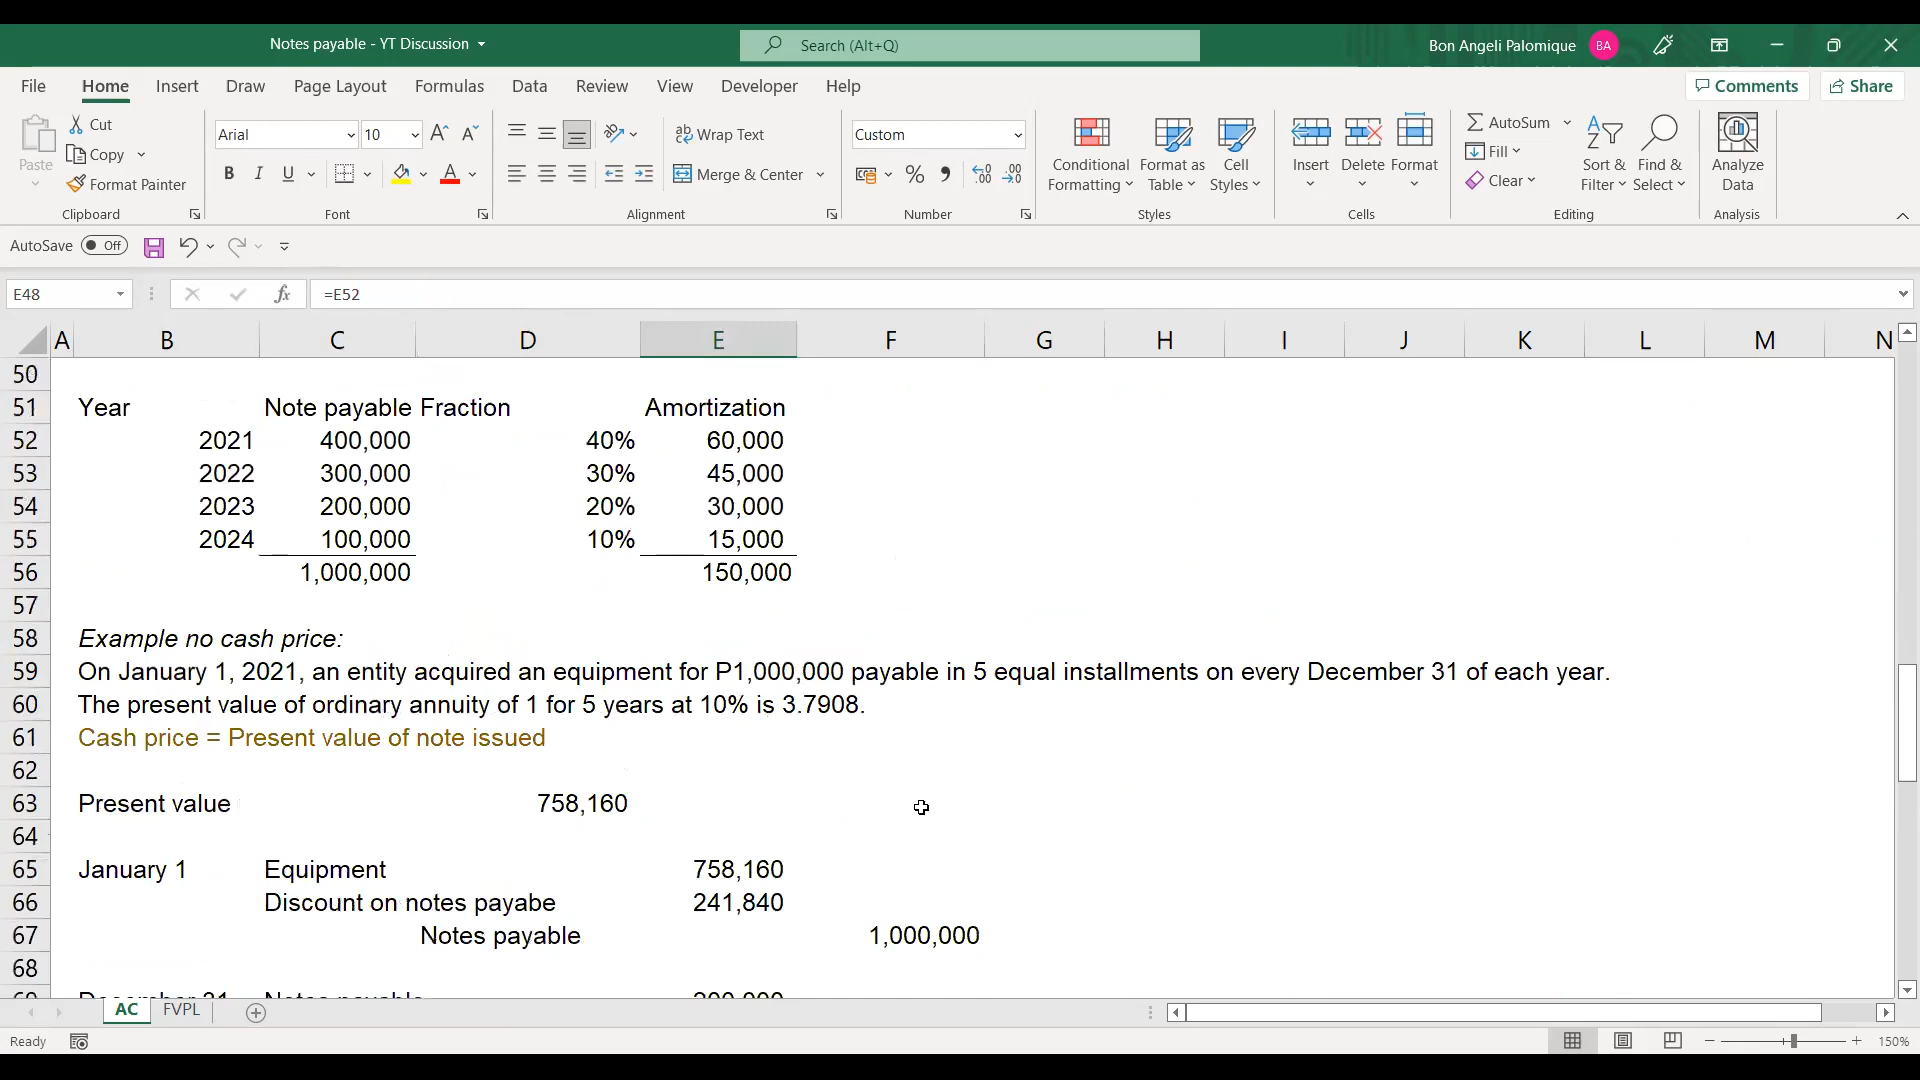 Notes payable - YT Discussion
Search (Alt+Q)
Bon Angeli Palomique BA
File Home Insert Draw Page Layout Formulas Data Review View Developer Help Comments Share
Paste Cut Copy Format Painter Clipboard
Arial 10 B I U Font
Wrap Text Merge & Center Alignment
Custom % Number
Conditional Formatting Format as Table Cell Styles Styles
Insert Delete Format Cells
AutoSum Fill Clear Sort & Filter Find & Select Editing
Analyze Data Analysis
AutoSave Off
E48 fx =E52
A B C D E F G H I J K L M N
50
51 Year Note payable Fraction Amortization
52 2021 400,000 40% 60,000
53 2022 300,000 30% 45,000
54 2023 200,000 20% 30,000
55 2024 100,000 10% 15,000
56 1,000,000 150,000
57
58 Example no cash price:
59 On January 1, 2021, an entity acquired an equipment for P1,000,000 payable in 5 equal installments on every December 31 of each year.
60 The present value of ordinary annuity of 1 for 5 years at 10% is 3.7908.
61 Cash price = Present value of note issued
62
63 Present value 758,160
64
65 January 1 Equipment 758,160
66 Discount on notes payabe 241,840
67 Notes payable 1,000,000
68
69 December 31 Notes payable 200,000
AC FVPL
Ready 150%